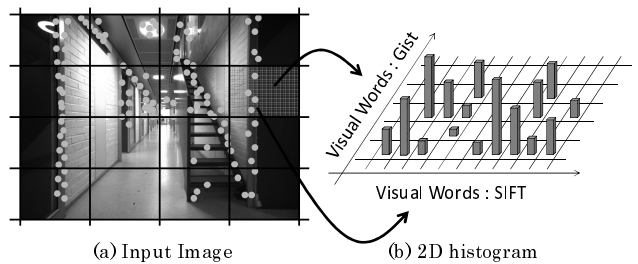 Visual Words : Gist
Visual Words : SIFT
(a) Input Image
(b) 2D histogram